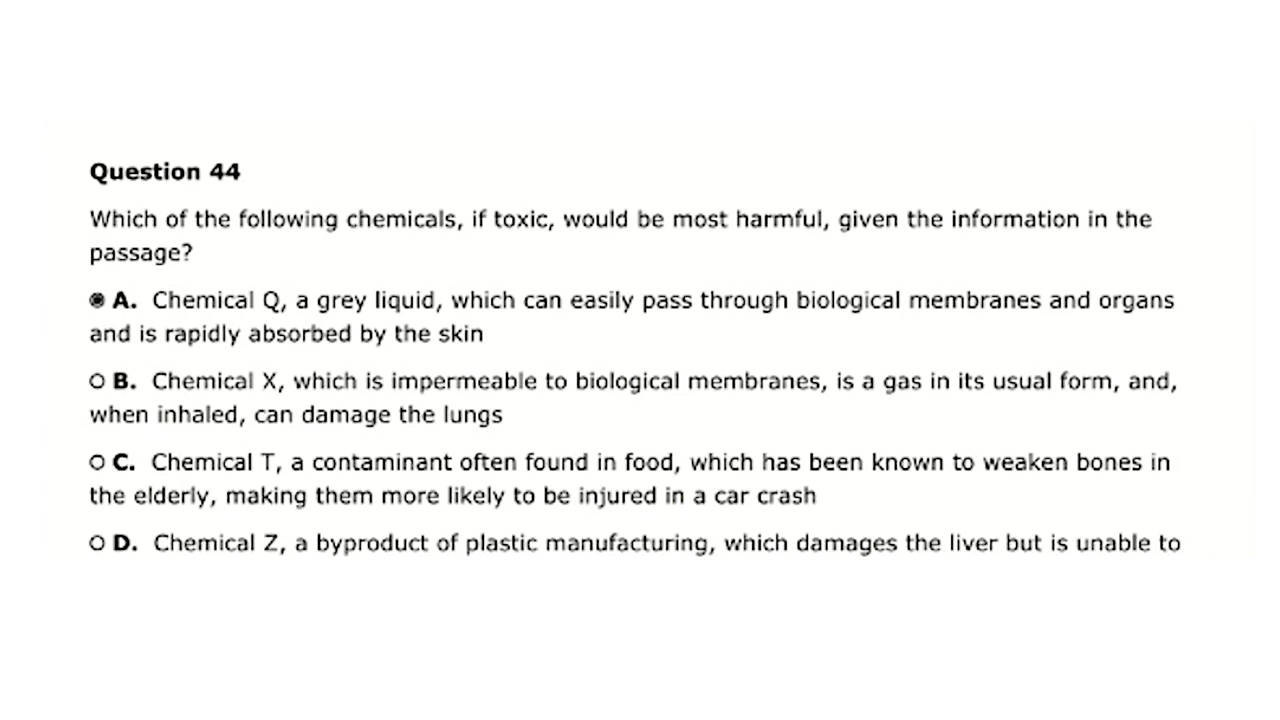 Question 44
Which of the following chemicals, if toxic, would be most harmful, given the information in the
passage?
A. Chemical Q, a grey liquid, which can easily pass through biological membranes and organs
and is rapidly absorbed by the skin
B. Chemical X, which is impermeable to biological membranes, is a gas in its usual form, and,
when inhaled, can damage the lungs
C. Chemical T, a contaminant often found in food, which has been known to weaken bones in
the elderly, making them more likely to be injured in a car crash
D. Chemical Z, a byproduct of plastic manufacturing, which damages the liver but is unable to